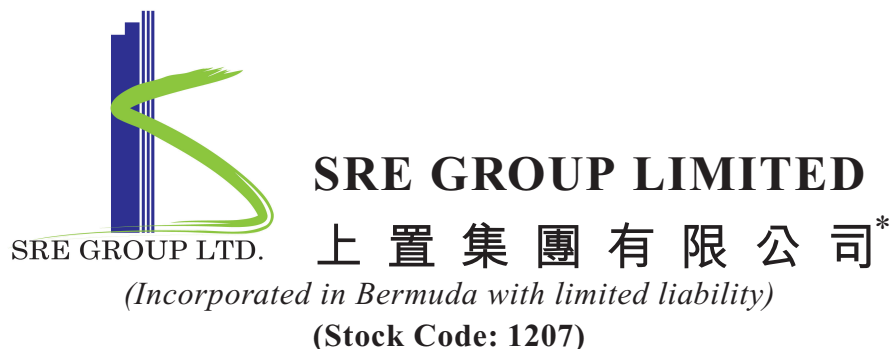 SRE GROUP LTD.
SRE GROUP LIMITED
上置集團有限公司*
(Incorporated in Bermuda with limited liability)
(Stock Code: 1207)